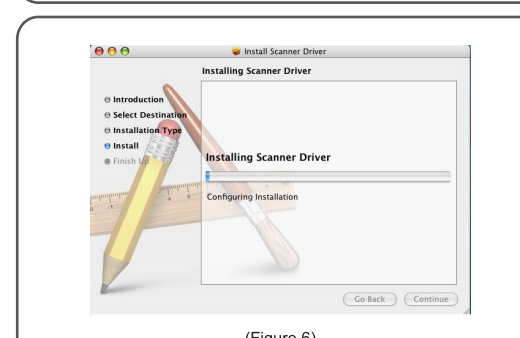 Install Scanner Driver
Installing Scanner Driver
Introduction
Select Destination
Installation Type
Install
Finish Up
Installing Scanner Driver
Configuring Installation
Go Back
Continue
(Figure 6)